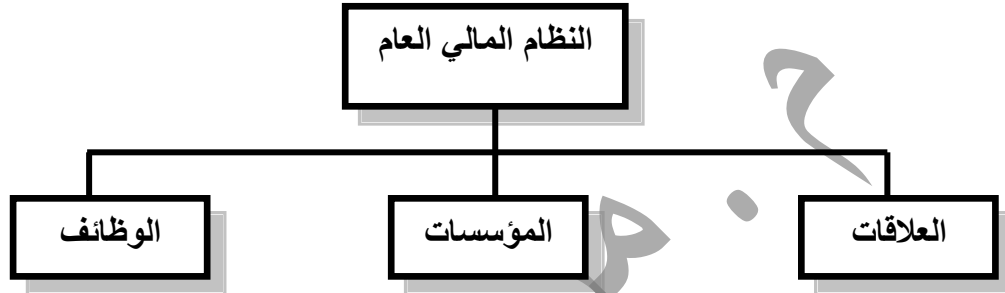 النظام المالي العام
العلاقات
المؤسسات
الوظائف